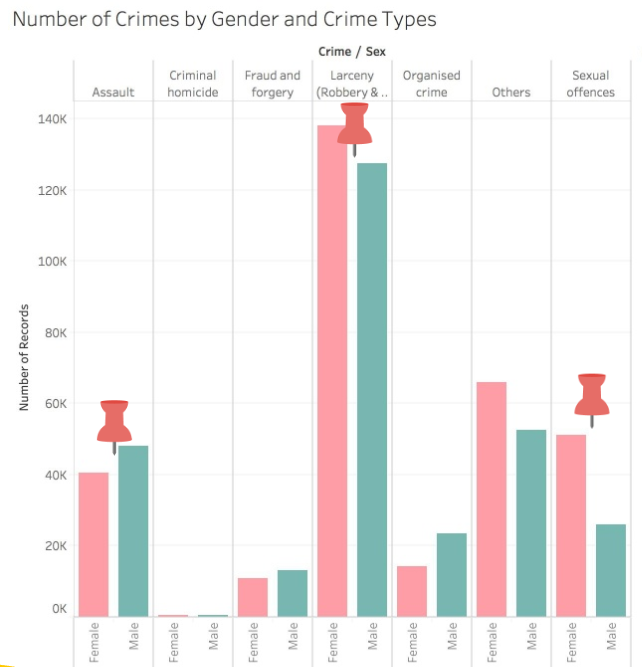 Number of Crimes by Gender and Crime Types
Crime / Sex
Assault
Criminal
homicide
Fraud and
forgery
Larceny
(Robbery & ..
Organised
crime
Others
Sexual
offences
Number of Records
140K
120K
100K
80K
60K
40K
20K
0K
Female
Male
Female
Male
Female
Male
Female
Male
Female
Male
Female
Male
Female
Male